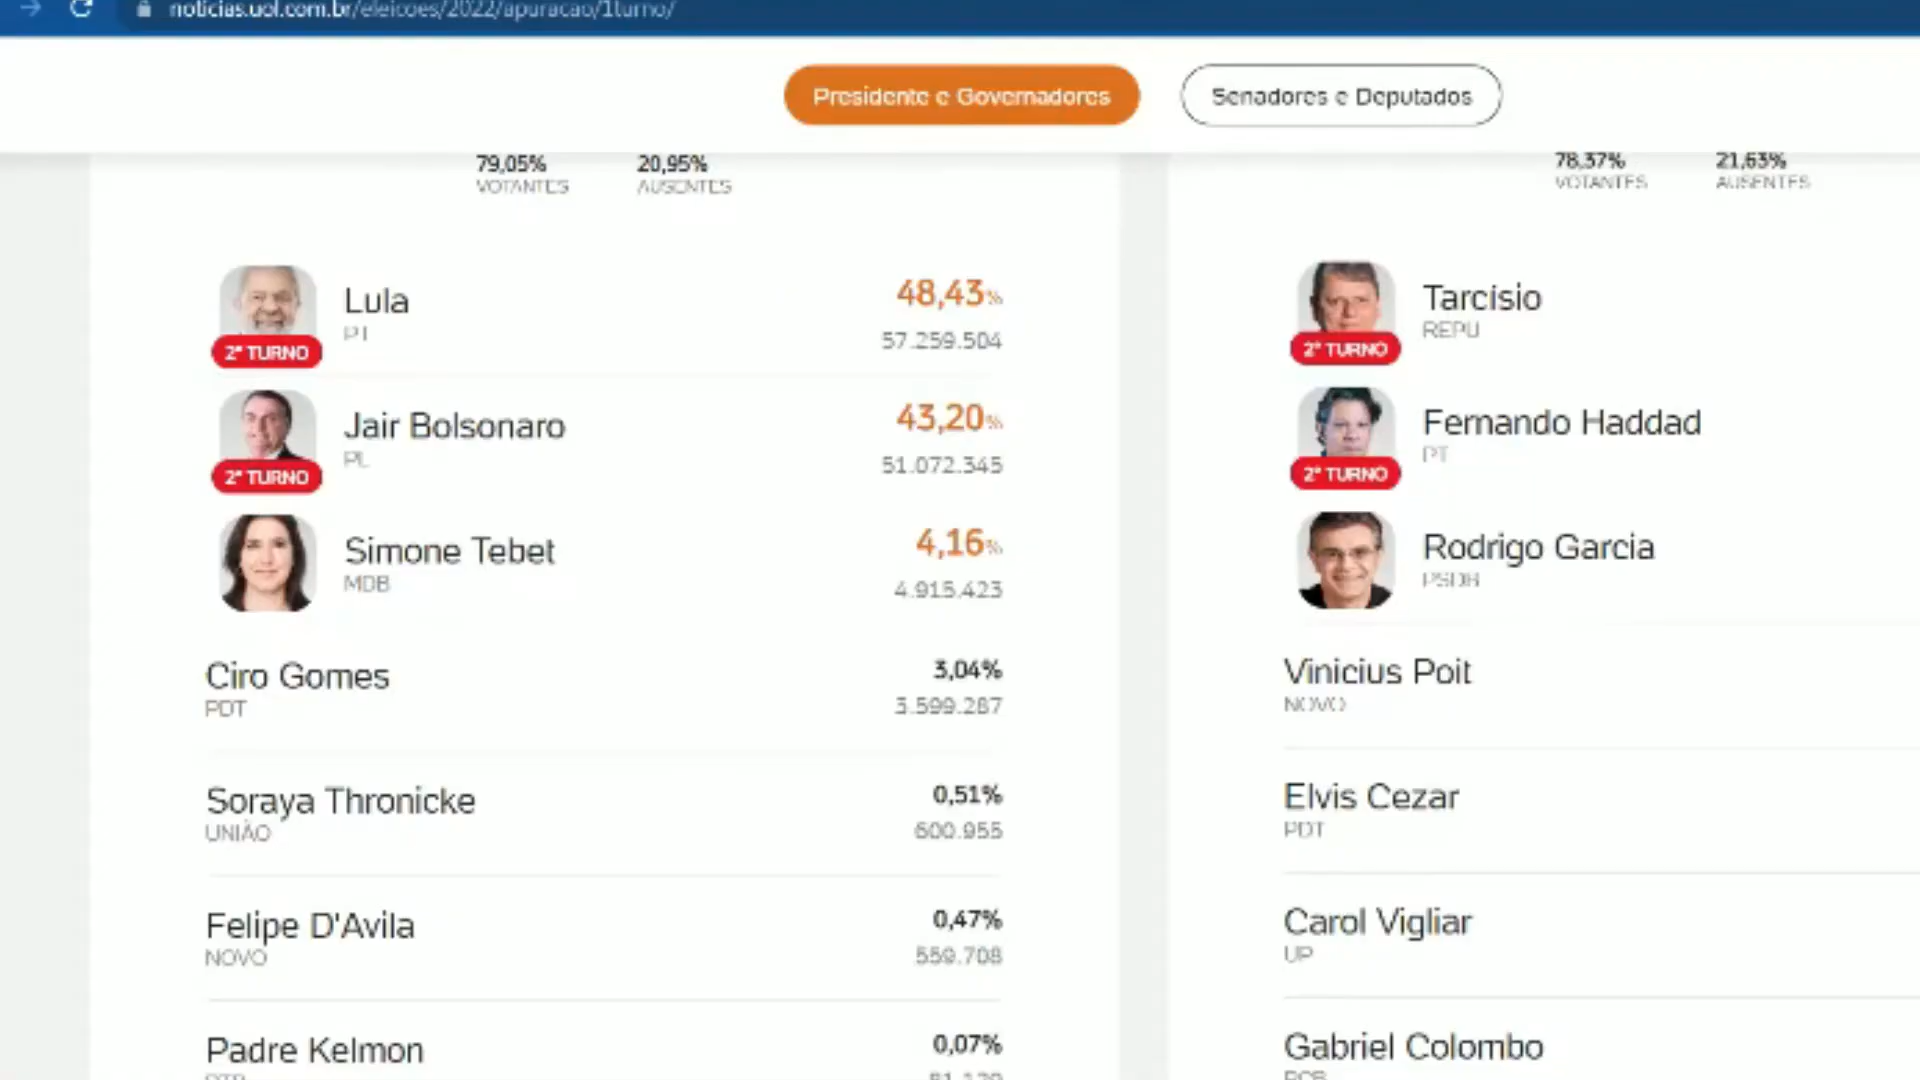 noticias.uol.com.br/eleicoes/2022/apuracao/1turno/
Presidente e Governadores
Senadores e Deputados
79,05%
VOTANTES
20,95%
AUSENTES
Lula
PT
2º TURNO
48,43%
57.259.504
Jair Bolsonaro
PL
2º TURNO
43,20%
51.072.345
Simone Tebet
MDB
4,16%
4.915.423
Ciro Gomes
PDT
3,04%
3.599.287
Soraya Thronicke
UNIÃO
0,51%
600.955
Felipe D'Avila
NOVO
0,47%
559.708
Padre Kelmon
0,07%
78,37%
VOTANTES
21,63%
AUSENTES
Tarcísio
REPU
2º TURNO
Fernando Haddad
PT
2º TURNO
Rodrigo Garcia
PSDB
Vinicius Poit
NOVO
Elvis Cezar
PDT
Carol Vigliar
UP
Gabriel Colombo
PCB